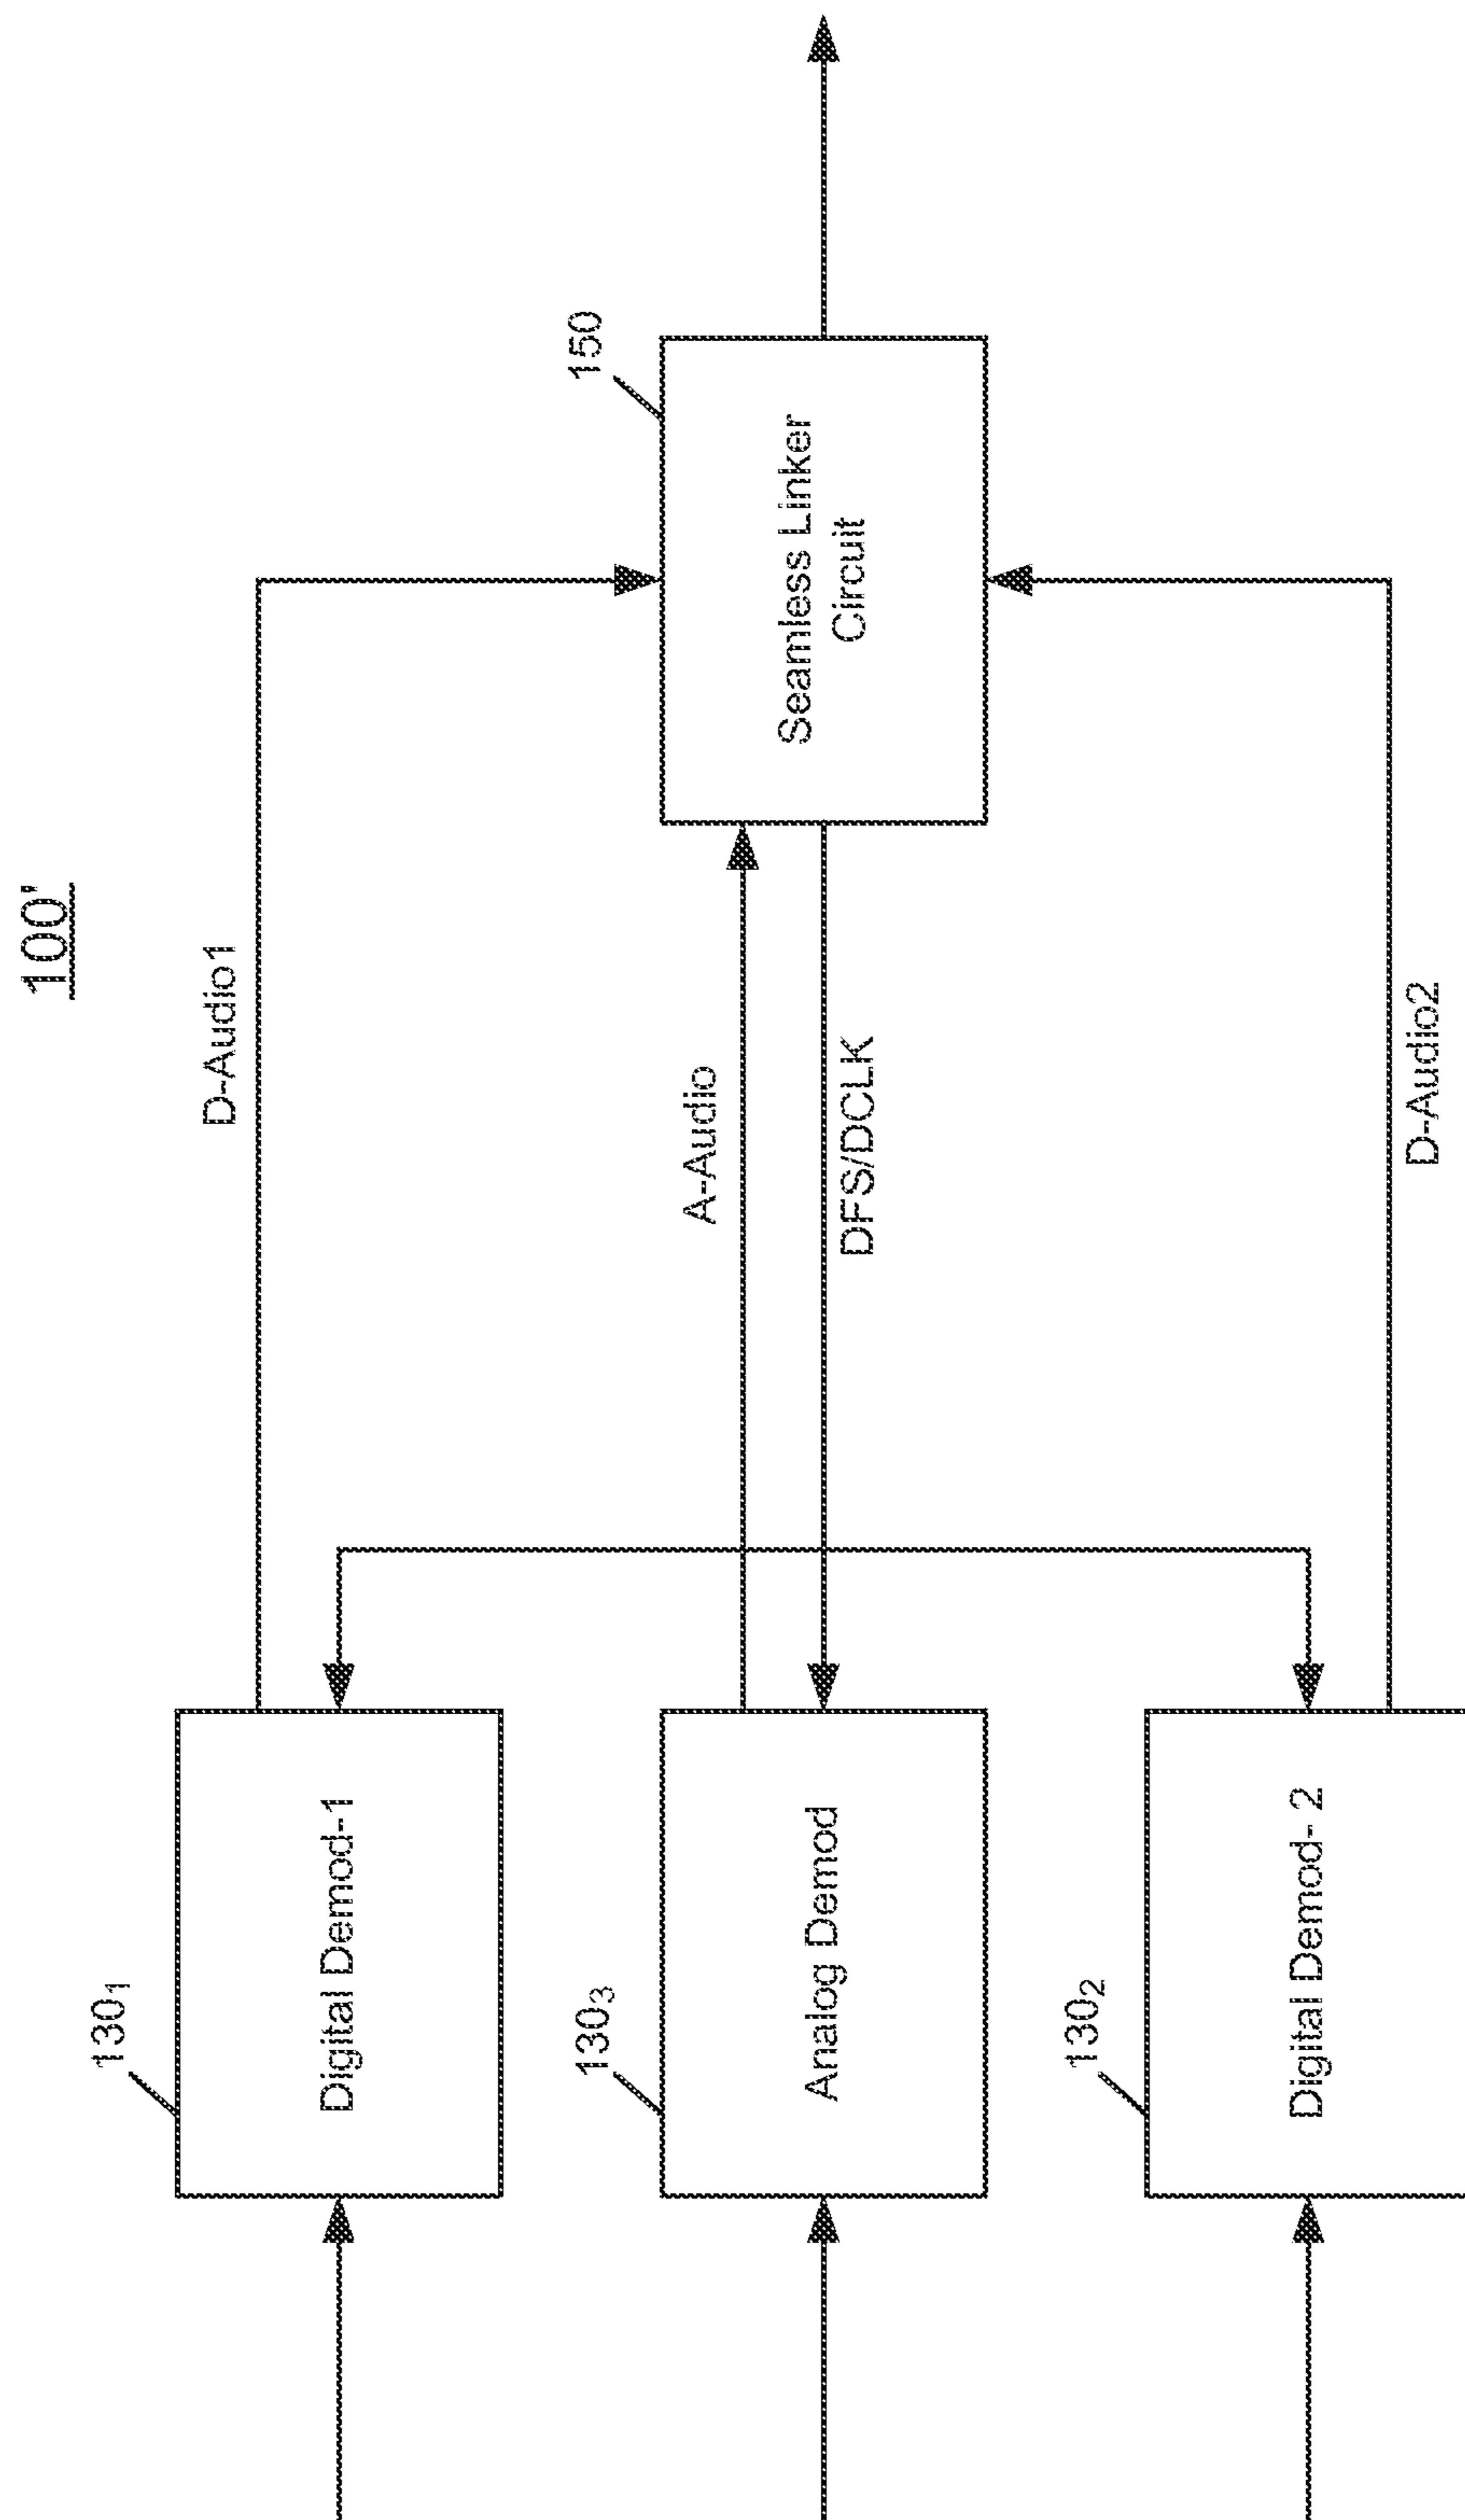 100'
D-Audio1
130₁
Digital Demod-1
A-Audio
DFS/DCLK
130₃
Analog Demod
150
Seamless Linker
Circuit
130₂
Digital Demod- 2
D-Audio2